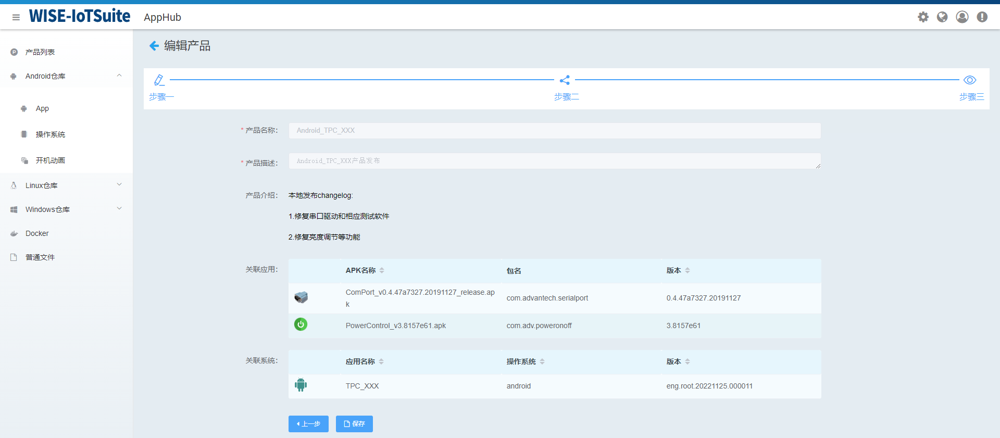 WISE-IoTSuite AppHub
产品列表
Android仓库
App
操作系统
开机动画
Linux仓库
Windows仓库
Docker
普通文件
编辑产品
步骤一 步骤二 步骤三
* 产品名称: Android_TPC_XXX
* 产品描述: Android_TPC_XXX产品发布
产品介绍: 本地发布changelog:
1.修复串口驱动和相应测试软件
2.修复亮度调节等功能
关联应用: APK名称 包名 版本
ComPort_v0.4.47a7327.20191127_release.ap
k com.advantech.serialport 0.4.47a7327.20191127
PowerControl_v3.8157e61.apk com.adv.poweronoff 3.8157e61
关联系统: 应用名称 操作系统 版本
TPC_XXX android eng.root.20221125.000011
上一步 保存